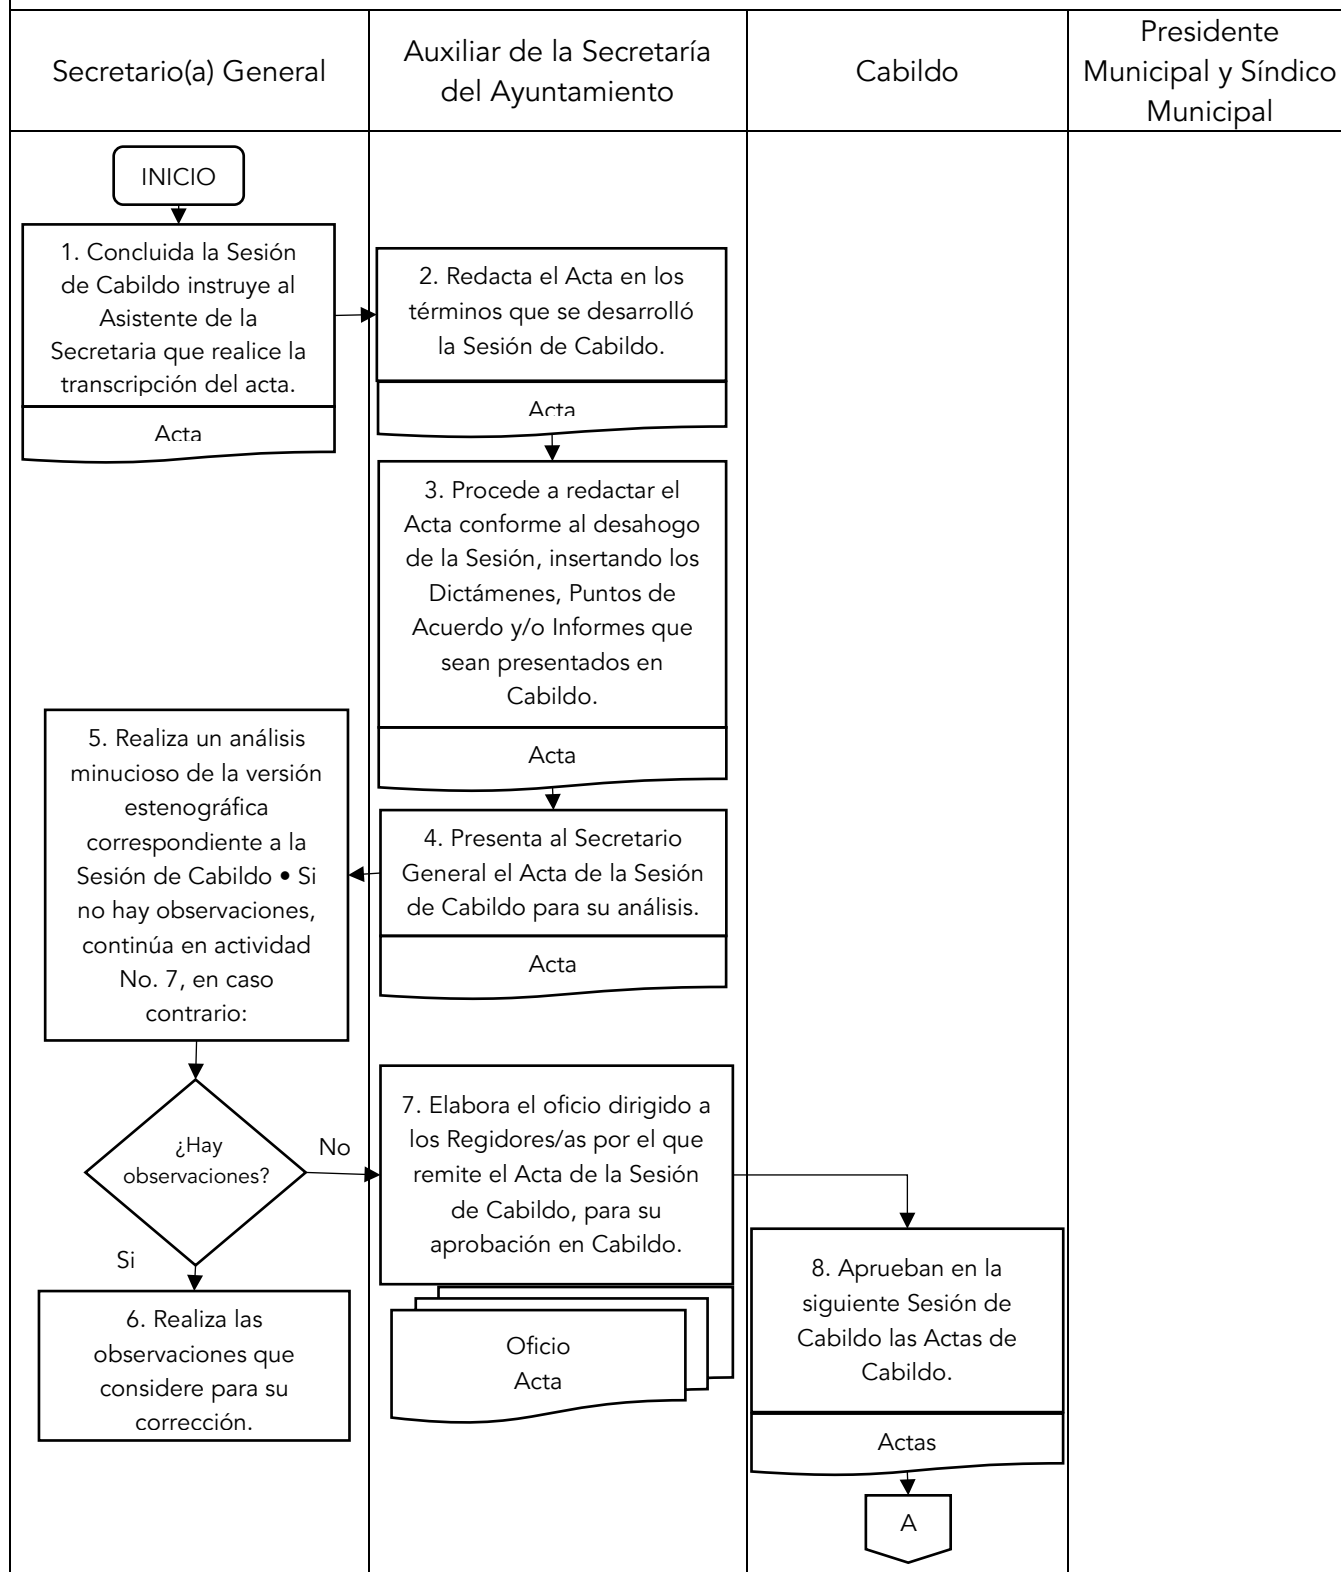 Secretario(a) General
Auxiliar de la Secretaría
del Ayuntamiento
Cabildo
Presidente
Municipal y Síndico
Municipal
INICIO
1. Concluida la Sesión
de Cabildo instruye al
Asistente de la
Secretaria que realice la
transcripción del acta.
Acta
2. Redacta el Acta en los
términos que se desarrolló
la Sesión de Cabildo.
Acta
3. Procede a redactar el
Acta conforme al desahogo
de la Sesión, insertando los
Dictámenes, Puntos de
Acuerdo y/o Informes que
sean presentados en
Cabildo.
Acta
4. Presenta al Secretario
General el Acta de la Sesión
de Cabildo para su análisis.
Acta
5. Realiza un análisis
minucioso de la versión
estenográfica
correspondiente a la
Sesión de Cabildo • Si
no hay observaciones,
continúa en actividad
No. 7, en caso
contrario:
¿Hay
observaciones?
No
Si
6. Realiza las
observaciones que
considere para su
corrección.
7. Elabora el oficio dirigido a
los Regidores/as por el que
remite el Acta de la Sesión
de Cabildo, para su
aprobación en Cabildo.
Oficio
Acta
8. Aprueban en la
siguiente Sesión de
Cabildo las Actas de
Cabildo.
Actas
A